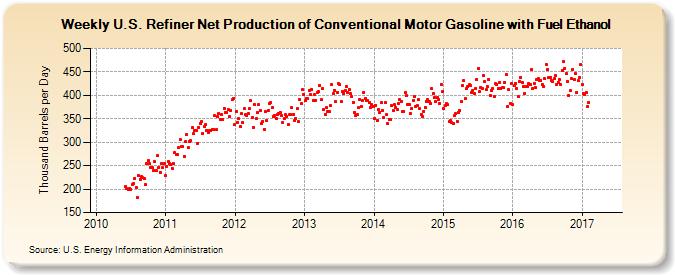 Weekly U.S. Refiner Net Production of Conventional Motor Gasoline with Fuel Ethanol
Thousand Barrels per Day
500
450
400
350
300
250
200
150
2010 2011 2012 2013 2014 2015 2016 2017
Source: U.S. Energy Information Administration